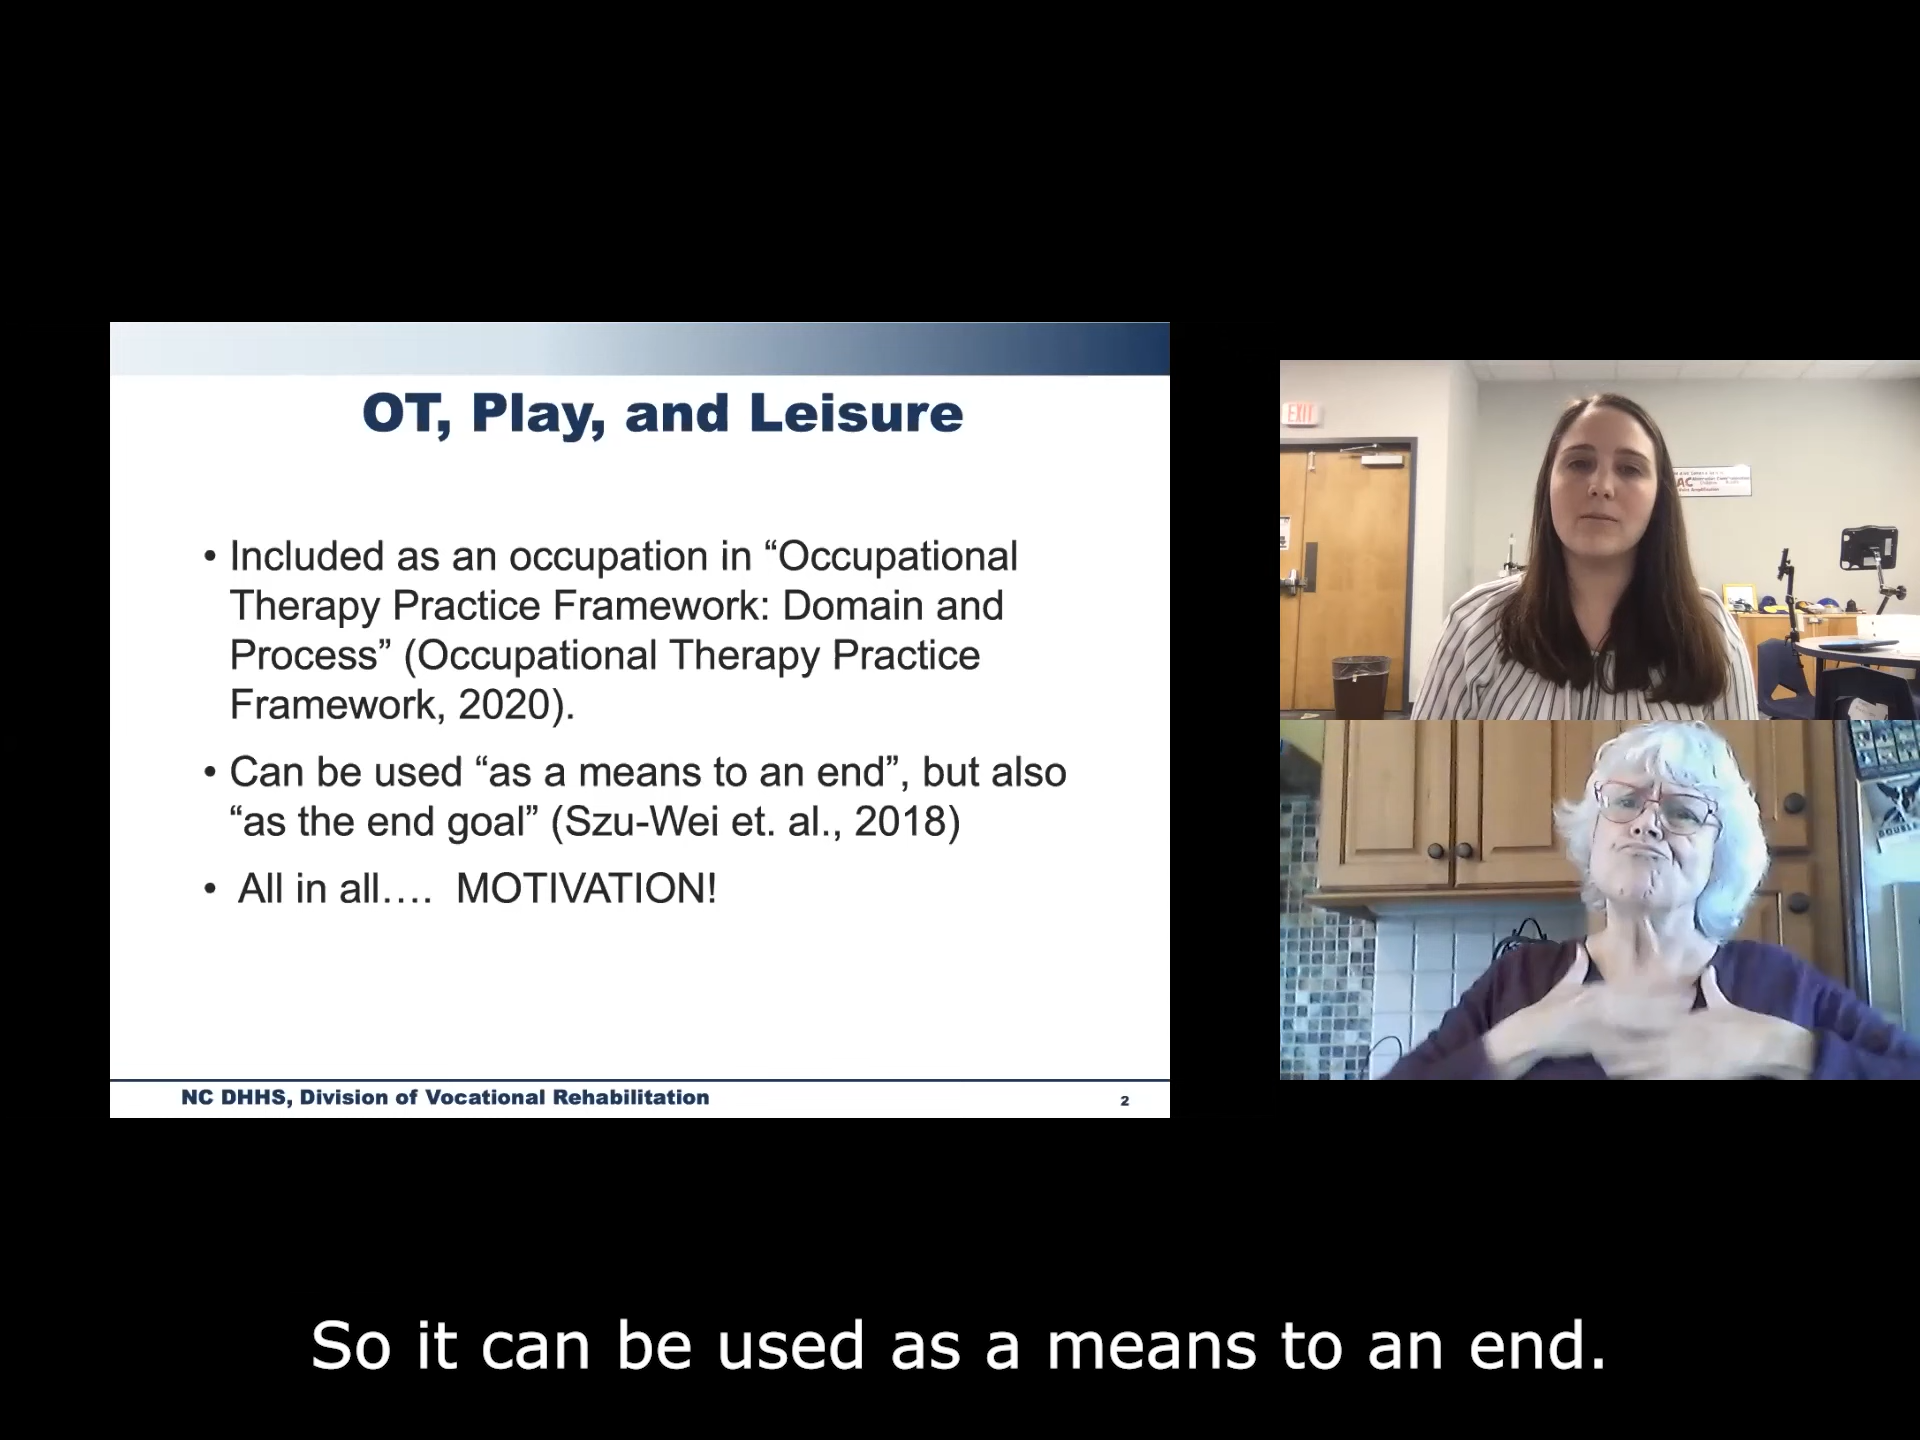 OT, Play, and Leisure
• Included as an occupation in “Occupational
Therapy Practice Framework: Domain and
Process” (Occupational Therapy Practice
Framework, 2020).
• Can be used “as a means to an end”, but also
“as the end goal” (Szu-Wei et. al., 2018)
• All in all…. MOTIVATION!
NC DHHS, Division of Vocational Rehabilitation
2
EXIT
DOUBLE
So it can be used as a means to an end.